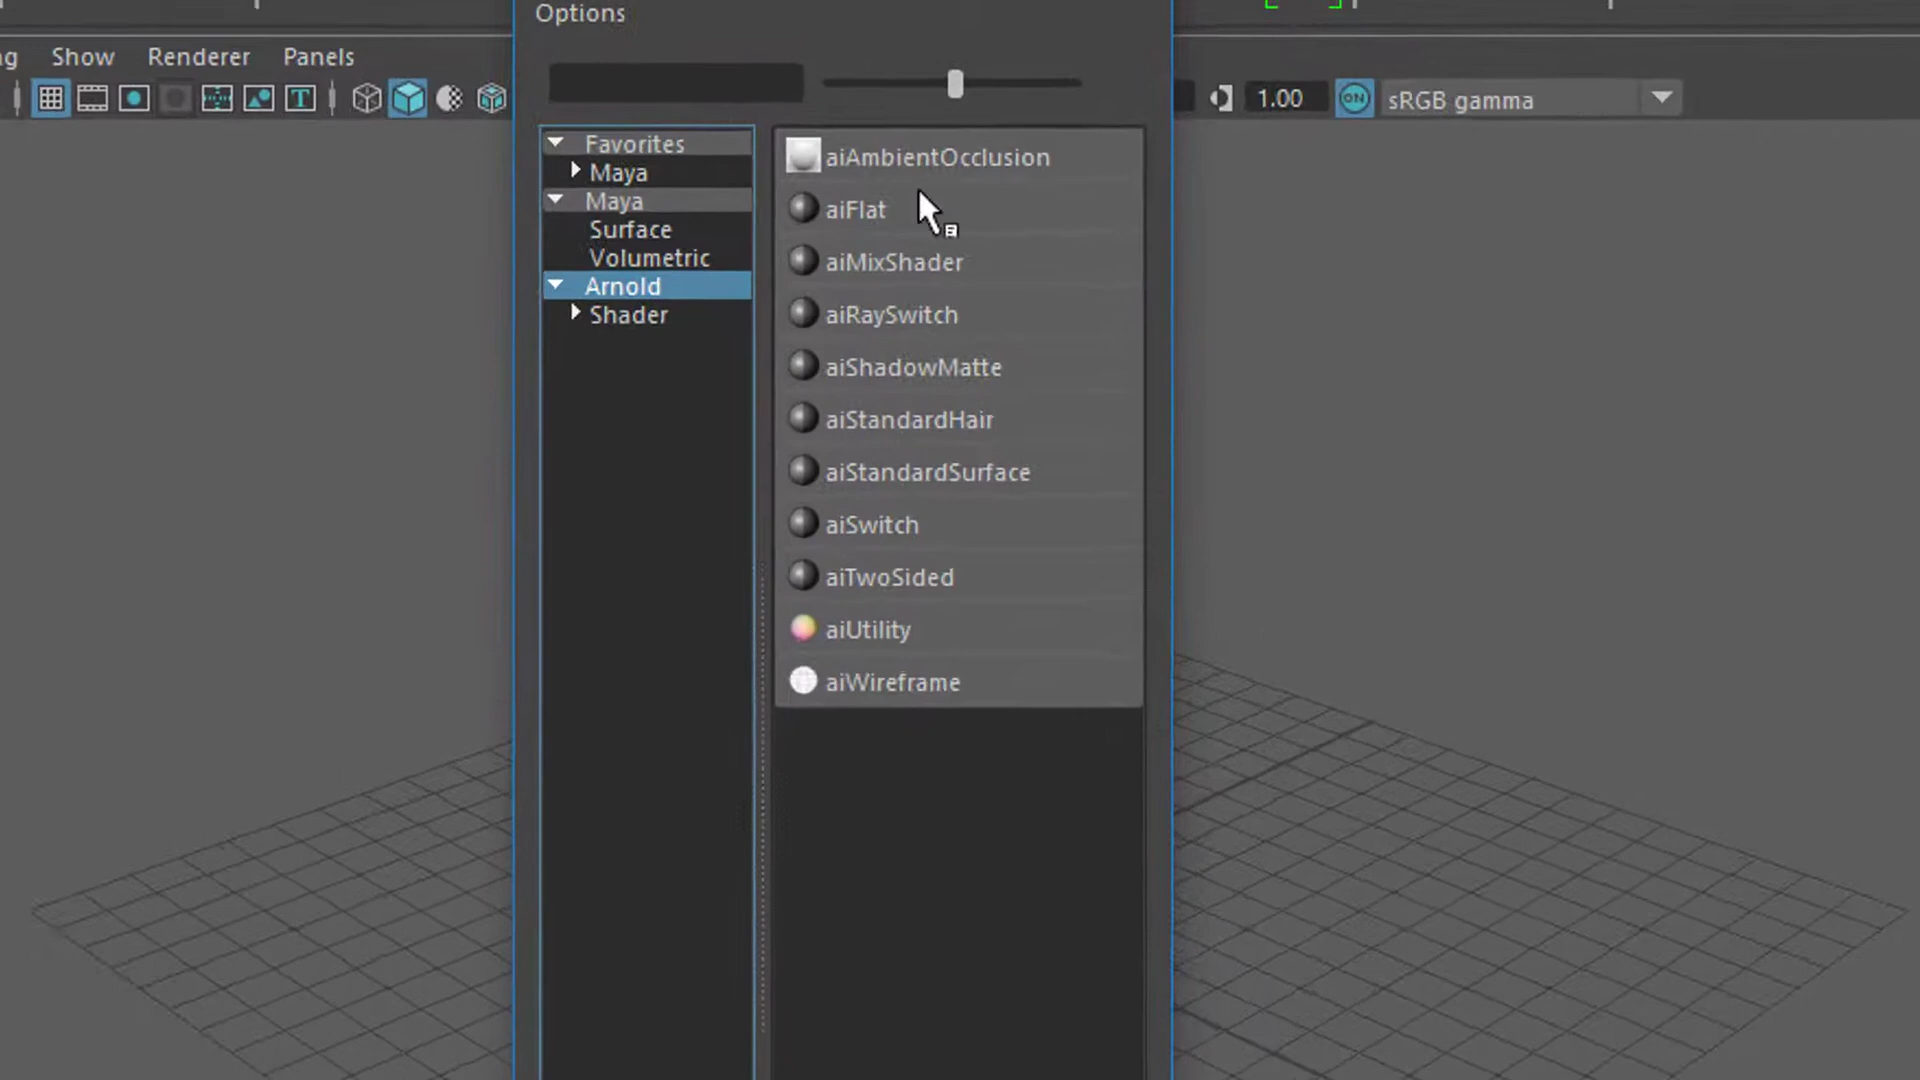 Options
Show Renderer Panels
T
1.00 ON sRGB gamma
Favorites
Maya
Maya
Surface
Volumetric
Arnold
Shader
aiAmbientOcclusion
aiFlat
aiMixShader
aiRaySwitch
aiShadowMatte
aiStandardHair
aiStandardSurface
aiSwitch
aiTwoSided
aiUtility
aiWireframe